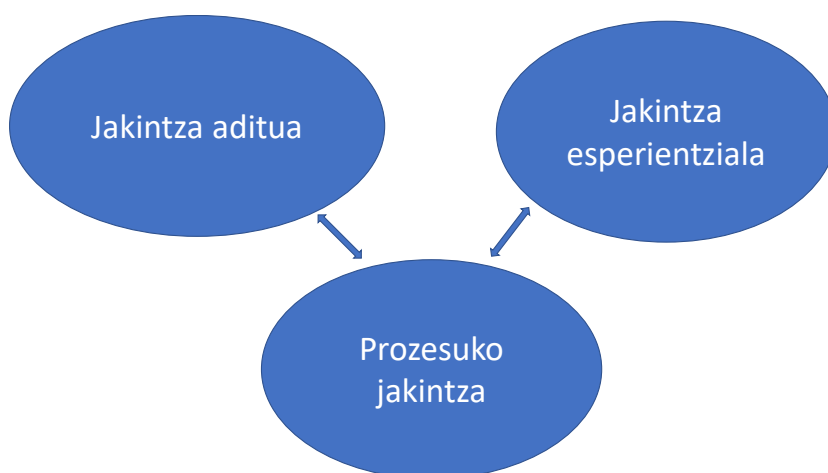 Jakintza aditua
Jakintza
esperientziala
Prozesuko
jakintza